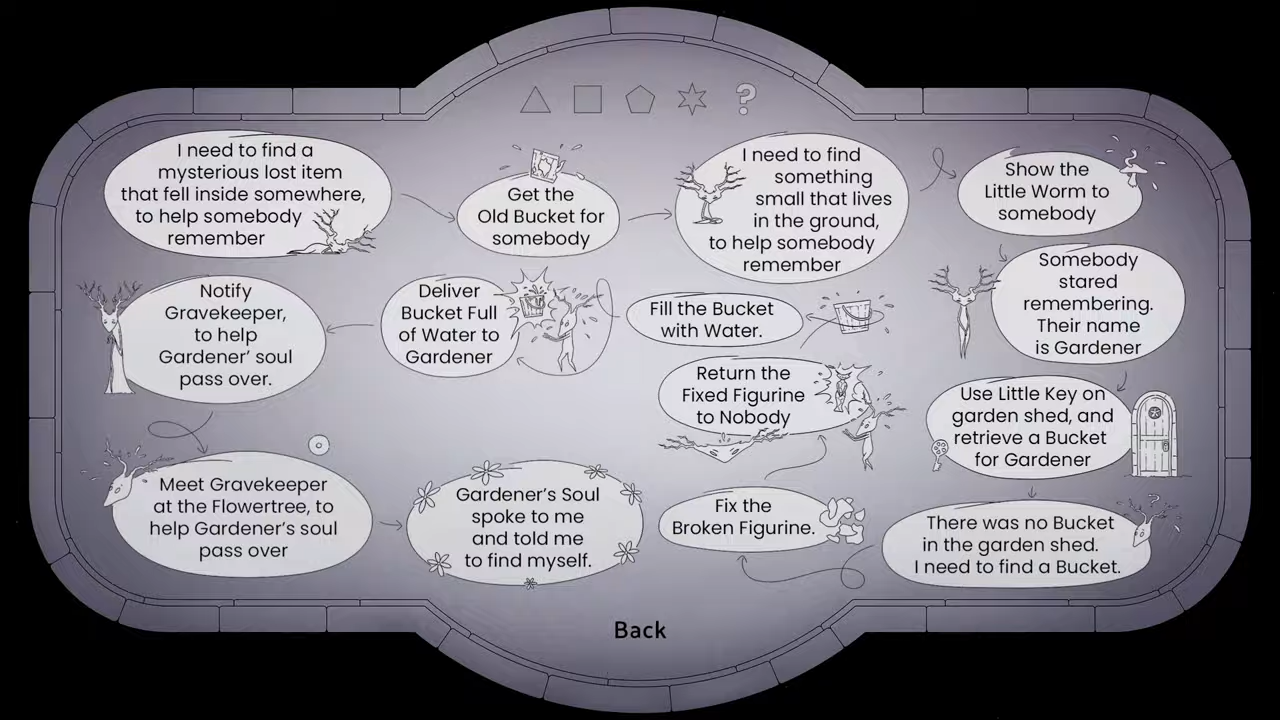 ?
I need to find a
mysterious lost item
that fell inside somewhere,
to help somebody
remember
Get the
Old Bucket for
somebody
I need to find
something
small that lives
in the ground,
to help somebody
remember
Show the
Little Worm to
somebody
Somebody
stared
remembering.
Their name
is Gardener
Use Little Key on
garden shed, and
retrieve a Bucket
for Gardener
There was no Bucket
in the garden shed.
I need to find a Bucket.
Fix the
Broken Figurine.
Return the
Fixed Figurine
to Nobody
Fill the Bucket
with Water.
Deliver
Bucket Full
of Water to
Gardener
Notify
Gravekeeper,
to help
Gardener’ soul
pass over.
Meet Gravekeeper
at the Flowertree, to
help Gardener’s soul
pass over
Gardener’s Soul
spoke to me
and told me
to find myself.
Back